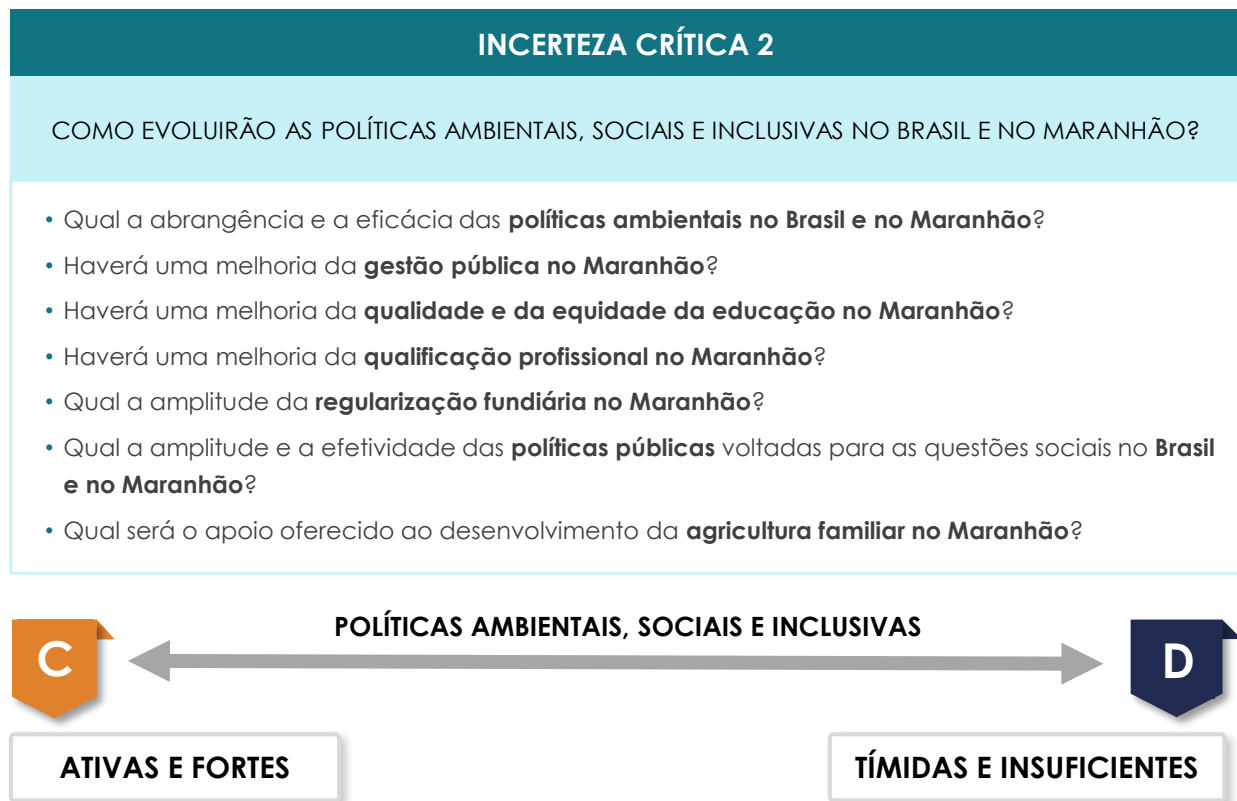 INCERTEZA CRÍTICA 2
COMO EVOLUIRÃO AS POLÍTICAS AMBIENTAIS, SOCIAIS E INCLUSIVAS NO BRASIL E NO MARANHÃO?
• Qual a abrangência e a eficácia das políticas ambientais no Brasil e no Maranhão?
• Haverá uma melhoria da gestão pública no Maranhão?
• Haverá uma melhoria da qualidade e da equidade da educação no Maranhão?
• Haverá uma melhoria da qualificação profissional no Maranhão?
• Qual a amplitude da regularização fundiária no Maranhão?
• Qual a amplitude e a efetividade das políticas públicas voltadas para as questões sociais no Brasil
e no Maranhão?
• Qual será o apoio oferecido ao desenvolvimento da agricultura familiar no Maranhão?
POLÍTICAS AMBIENTAIS, SOCIAIS E INCLUSIVAS
C
D
ATIVAS E FORTES
TÍMIDAS E INSUFICIENTES